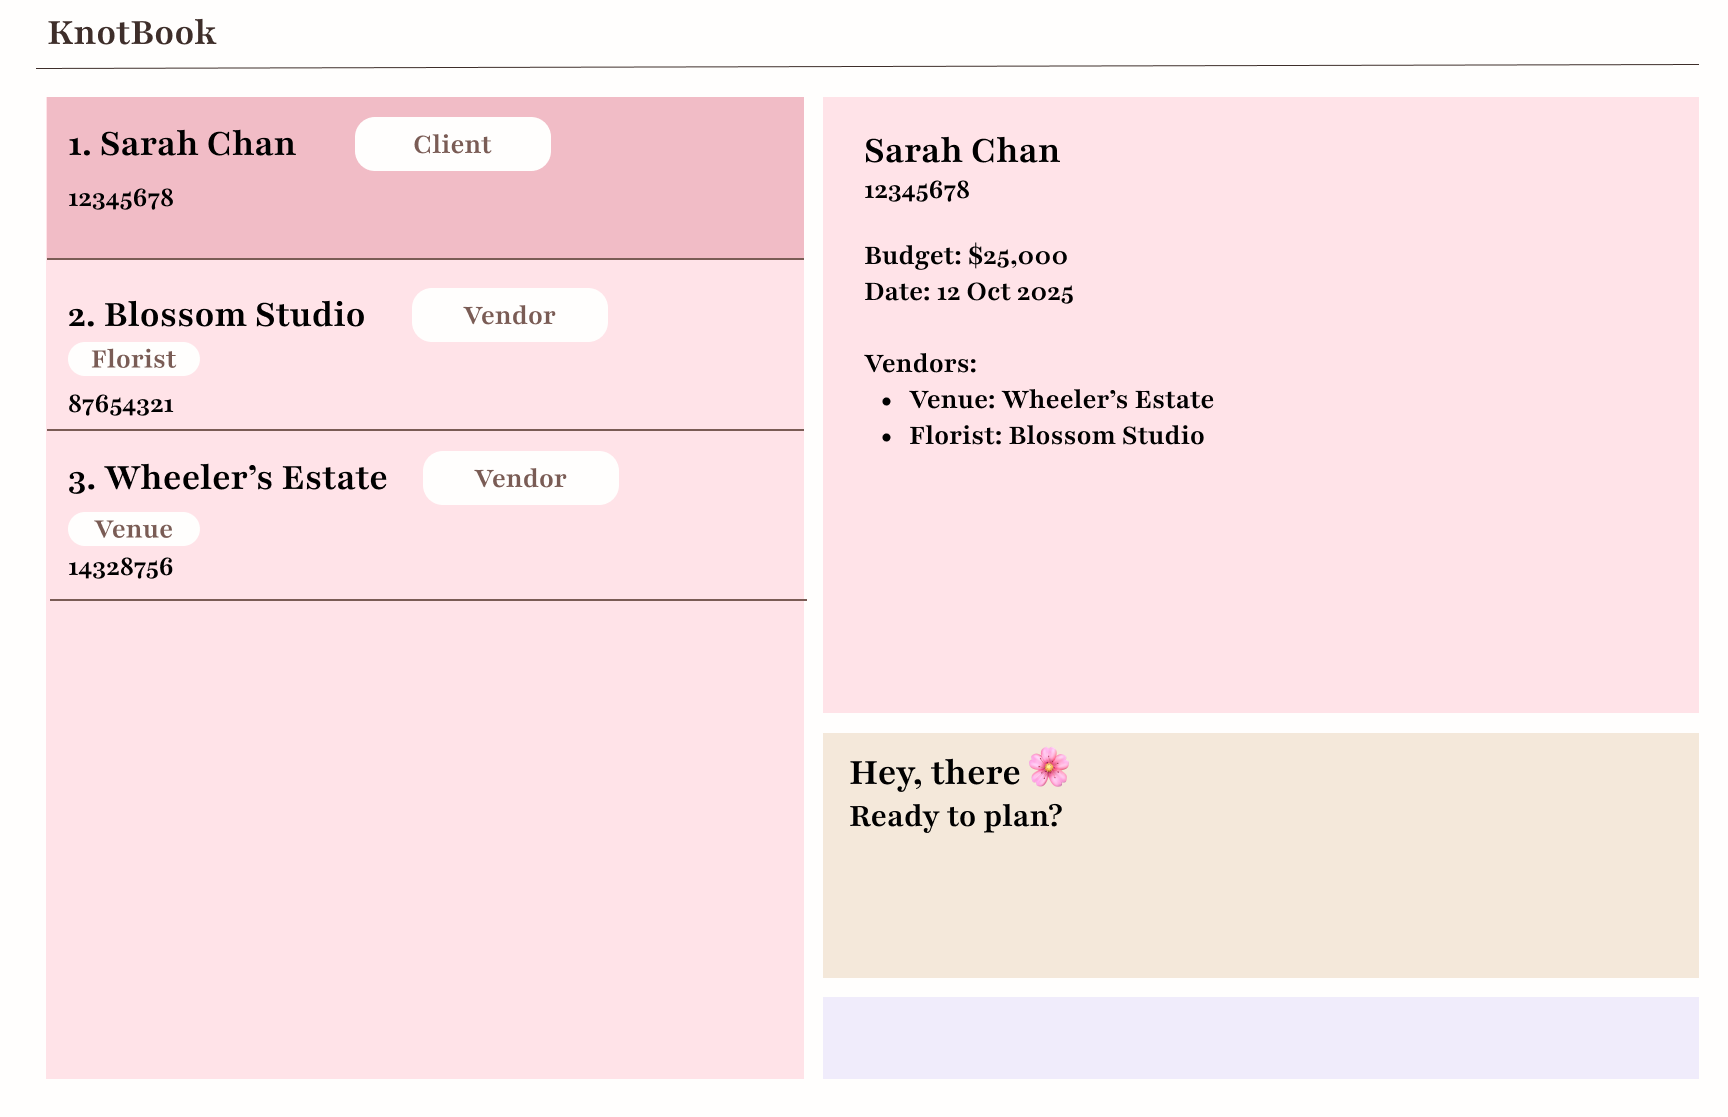 KnotBook
1. Sarah Chan
Client
12345678
2. Blossom Studio
Vendor
Florist
87654321
3. Wheeler’s Estate
Vendor
Venue
14328756
Sarah Chan
12345678
Budget: $25,000
Date: 12 Oct 2025
Vendors:
• Venue: Wheeler’s Estate
• Florist: Blossom Studio
Hey, there 🌸
Ready to plan?